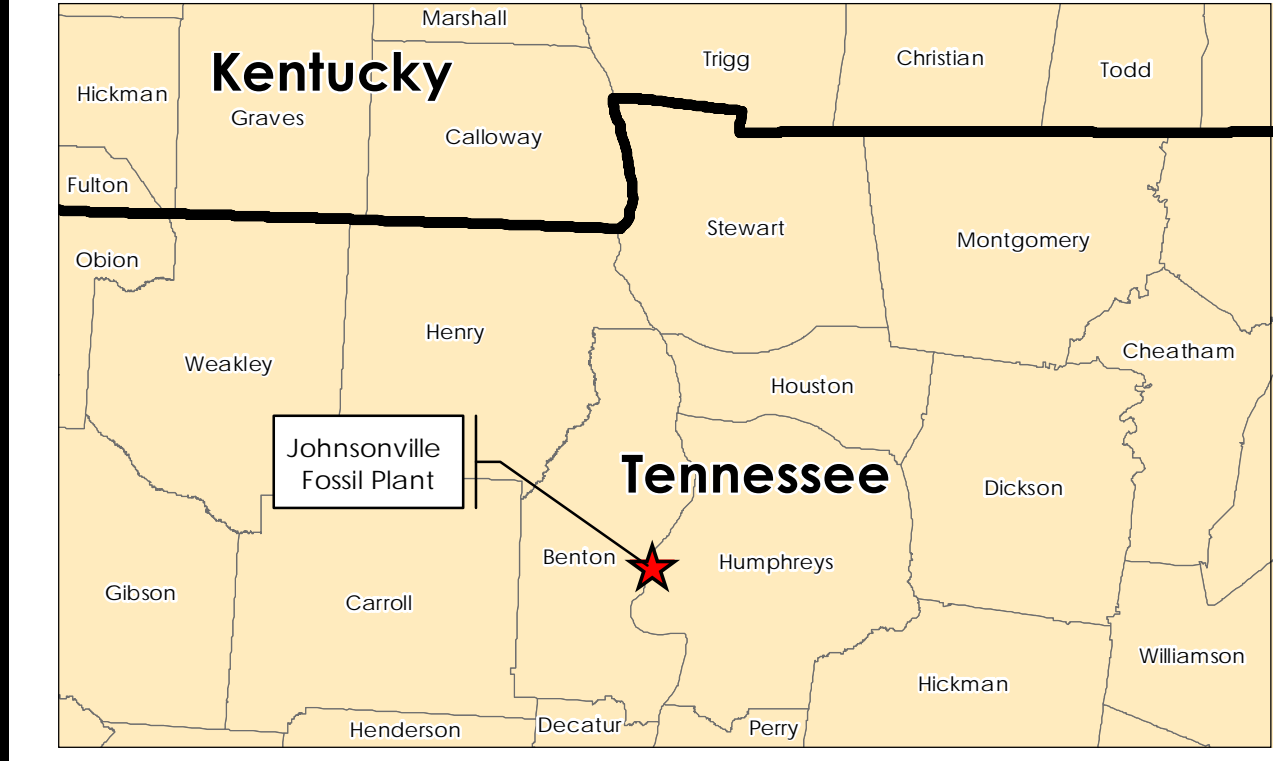 Marshall
Kentucky
Trigg
Christian
Todd
Hickman
Graves
Calloway
Fulton
Stewart
Montgomery
Obion
Henry
Weakley
Cheatham
Houston
Johnsonville
Fossil Plant
Tennessee
Dickson
Benton
Humphreys
Gibson
Carroll
Williamson
Hickman
Henderson
Decatur
Perry